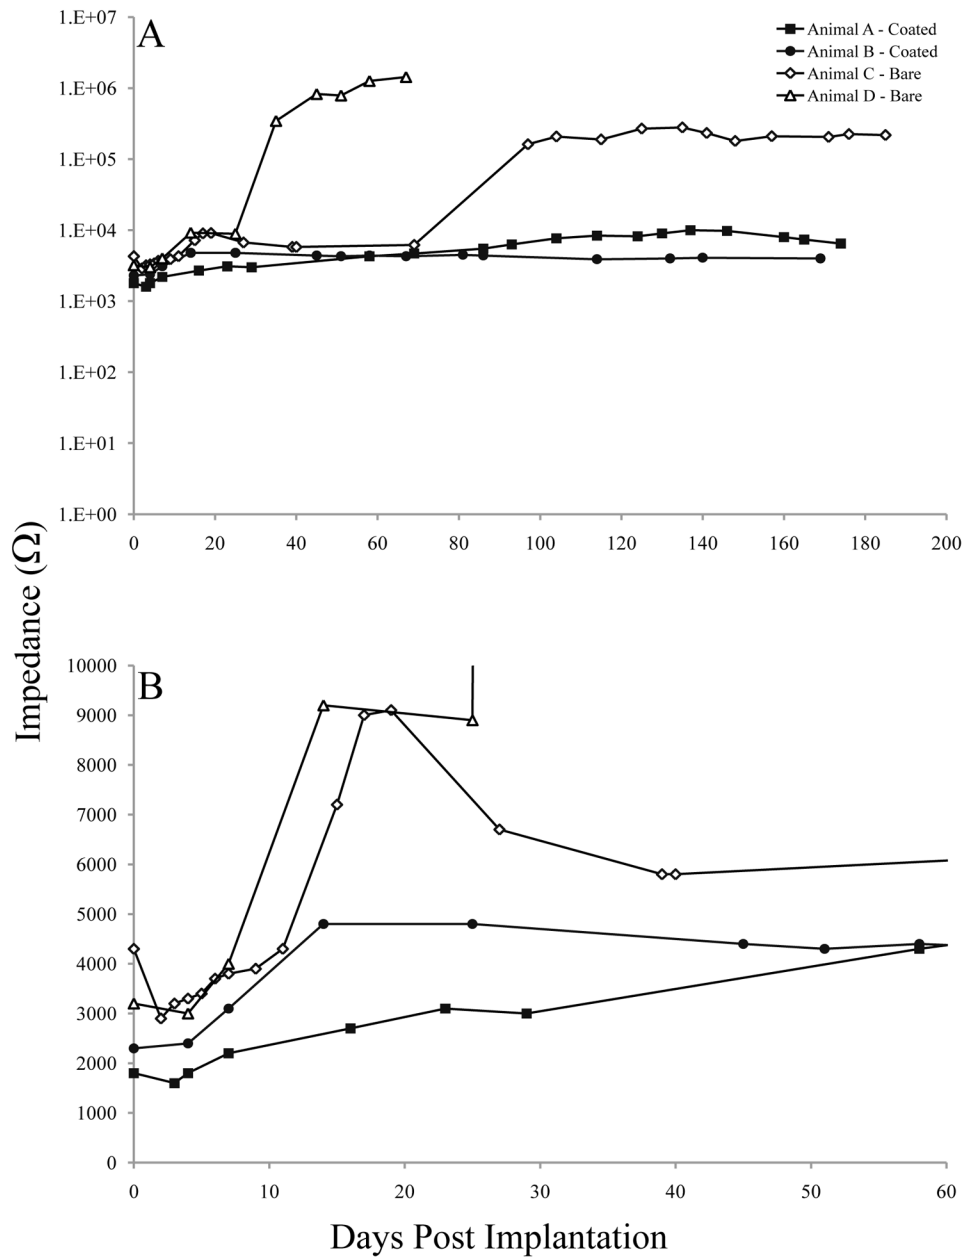 A
1.E+07
1.E+06
1.E+05
1.E+04
1.E+03
1.E+02
1.E+01
1.E+00
Animal A - Coated
Animal B - Coated
Animal C - Bare
Animal D - Bare
0 20 40 60 80 100 120 140 160 180 200
Impedance (Ω)
B
10000
9000
8000
7000
6000
5000
4000
3000
2000
1000
0
0 10 20 30 40 50 60
Days Post Implantation